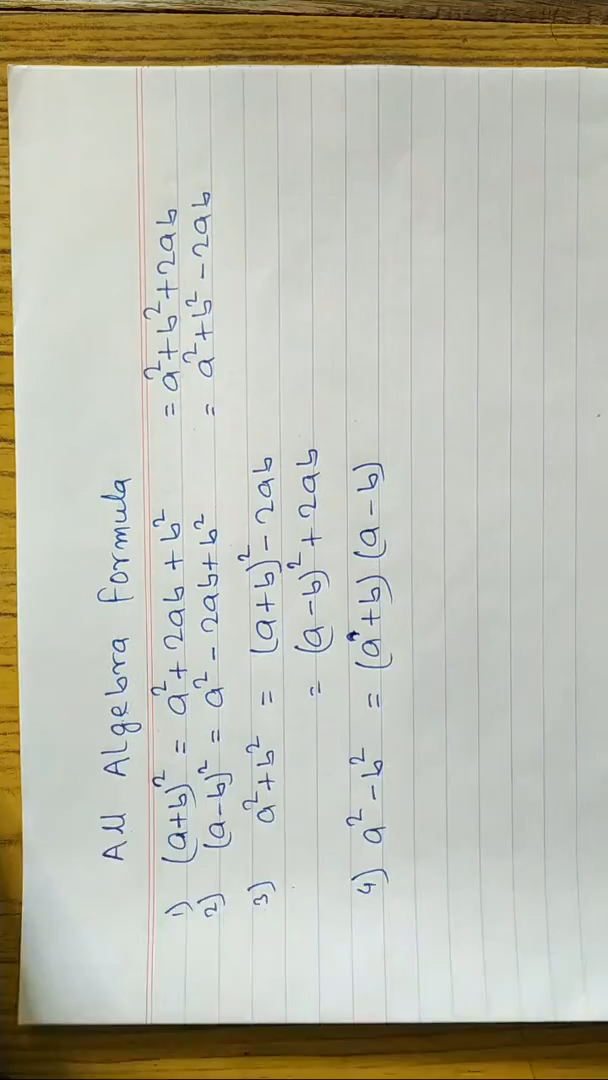 All Algebra formula
1) (a+b)² = a² + 2ab + b² = a² + b² + 2ab
2) (a-b)² = a² - 2ab + b² = a² + b² - 2ab
3) a² + b² = (a+b)² - 2ab
= (a-b)² + 2ab
4) a² - b² = (a+b) (a-b)